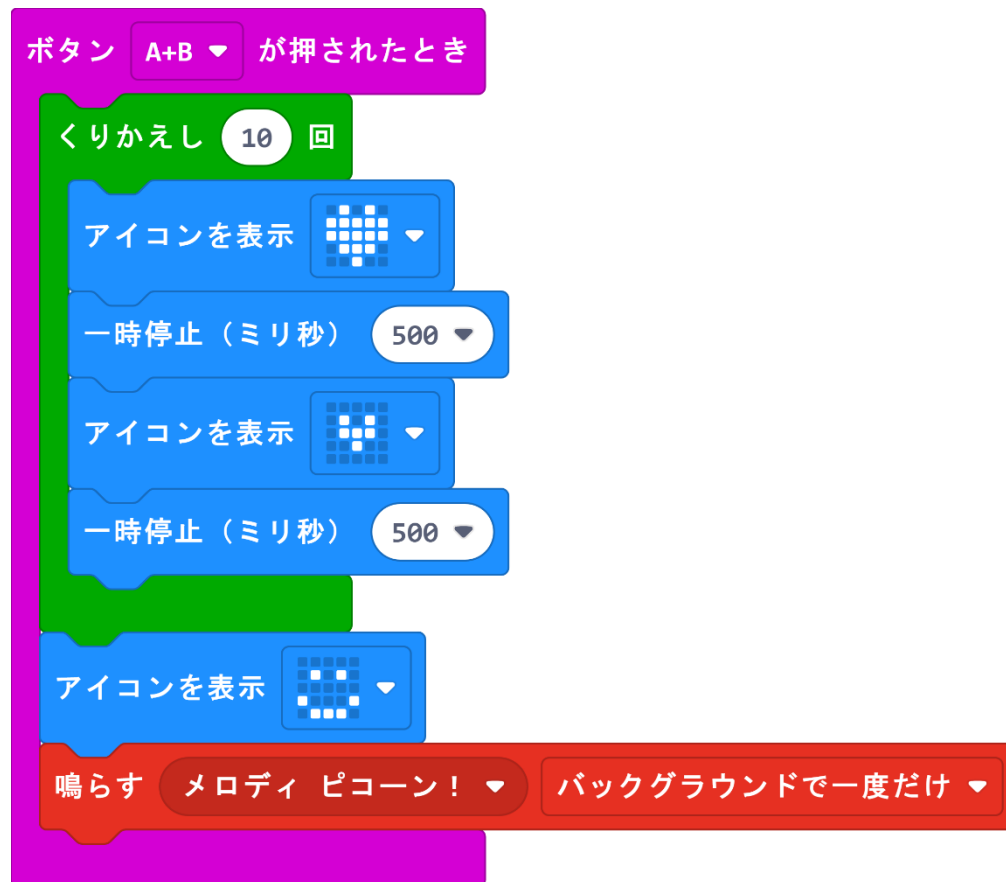 ボタン A+B が押されたとき
くりかえし 10 回
アイコンを表示
一時停止（ミリ秒） 500
アイコンを表示
一時停止（ミリ秒） 500
アイコンを表示
鳴らす メロディ ピコーン！ バックグラウンドで一度だけ